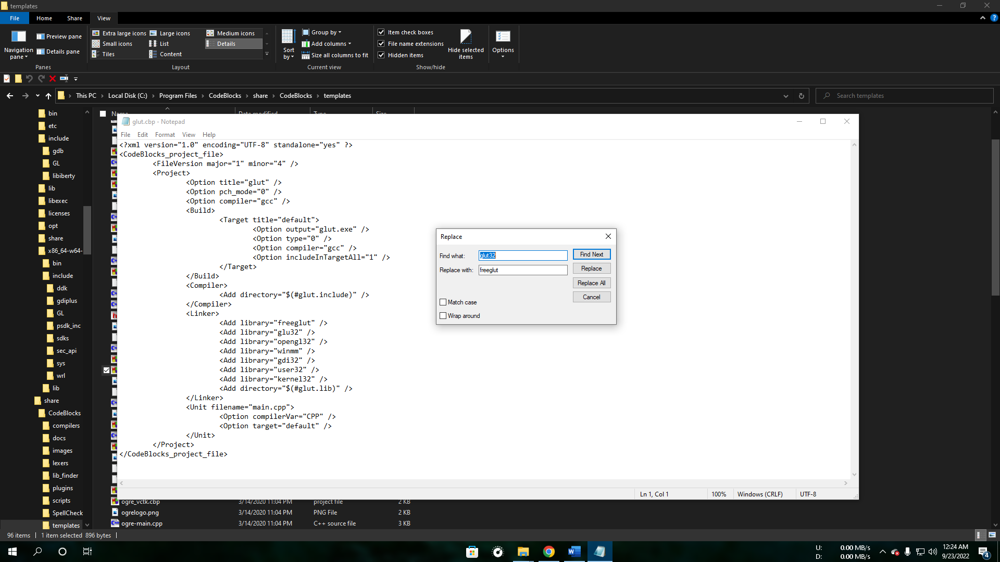 templates
File Home Share View
Navigation pane
Preview pane
Details pane
Panes
Extra large icons Large icons Medium icons
Small icons List Details
Tiles Content
Layout
Sort by
Group by
Add columns
Size all columns to fit
Current view
Item check boxes
File name extensions
Hidden items
Hide selected items
Show/hide
Options
This PC > Local Disk (C:) > Program Files > CodeBlocks > share > CodeBlocks > templates
Search templates
bin
etc
include
gdb
GL
libiberty
lib
libexec
licenses
opt
share
x86_64-w64-
bin
include
ddk
gdiplus
GL
psdk_inc
sdks
sec_api
sys
wrl
lib
share
CodeBlocks
compilers
docs
images
lexers
lib_finder
plugins
scripts
SpellCheck
templates
Name Date modified Type Size
glut.cbp - Notepad
File Edit Format View Help
<?xml version="1.0" encoding="UTF-8" standalone="yes" ?>
<CodeBlocks_project_file>
<FileVersion major="1" minor="4" />
<Project>
<Option title="glut" />
<Option pch_mode="0" />
<Option compiler="gcc" />
<Build>
<Target title="default">
<Option output="glut.exe" />
<Option type="0" />
<Option compiler="gcc" />
<Option includeInTargetAll="1" />
</Target>
</Build>
<Compiler>
<Add directory="$(#glut.include)" />
</Compiler>
<Linker>
<Add library="freeglut" />
<Add library="glu32" />
<Add library="opengl32" />
<Add library="winmm" />
<Add library="gdi32" />
<Add library="user32" />
<Add library="kernel32" />
<Add directory="$(#glut.lib)" />
</Linker>
<Unit filename="main.cpp">
<Option compilerVar="CPP" />
<Option target="default" />
</Unit>
</Project>
</CodeBlocks_project_file>
Replace
Find what: glut32 Find Next
Replace with: freeglut Replace
Replace All
Cancel
Match case
Wrap around
Ln 1, Col 1 100% Windows (CRLF) UTF-8
ogre_vctk.cbp 3/14/2020 11:04 PM project file 2 KB
ogrelogo.png 3/14/2020 11:04 PM PNG File 2 KB
ogre-main.cpp 3/14/2020 11:04 PM C++ source file 3 KB
96 items 1 item selected 896 bytes
U: 0.00 MB/s
D: 0.00 MB/s
12:24 AM
9/23/2022
4